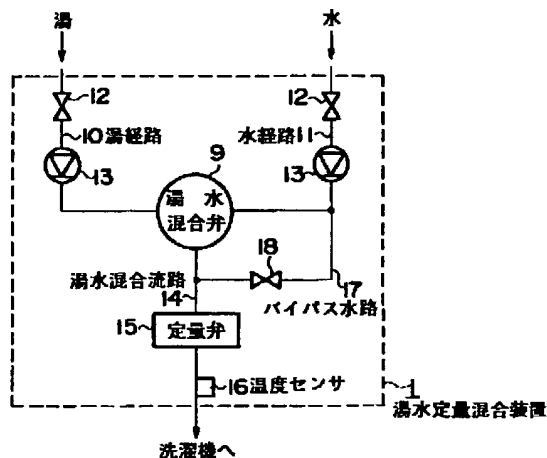 湯
水
12
12
10湯経路
水経路11
13
9
13
湯 水
混合弁
18
湯水混合流路
14
17
バイパス水路
15
定量弁
16温度センサ
1
湯水定量混合装置
洗濯機へ